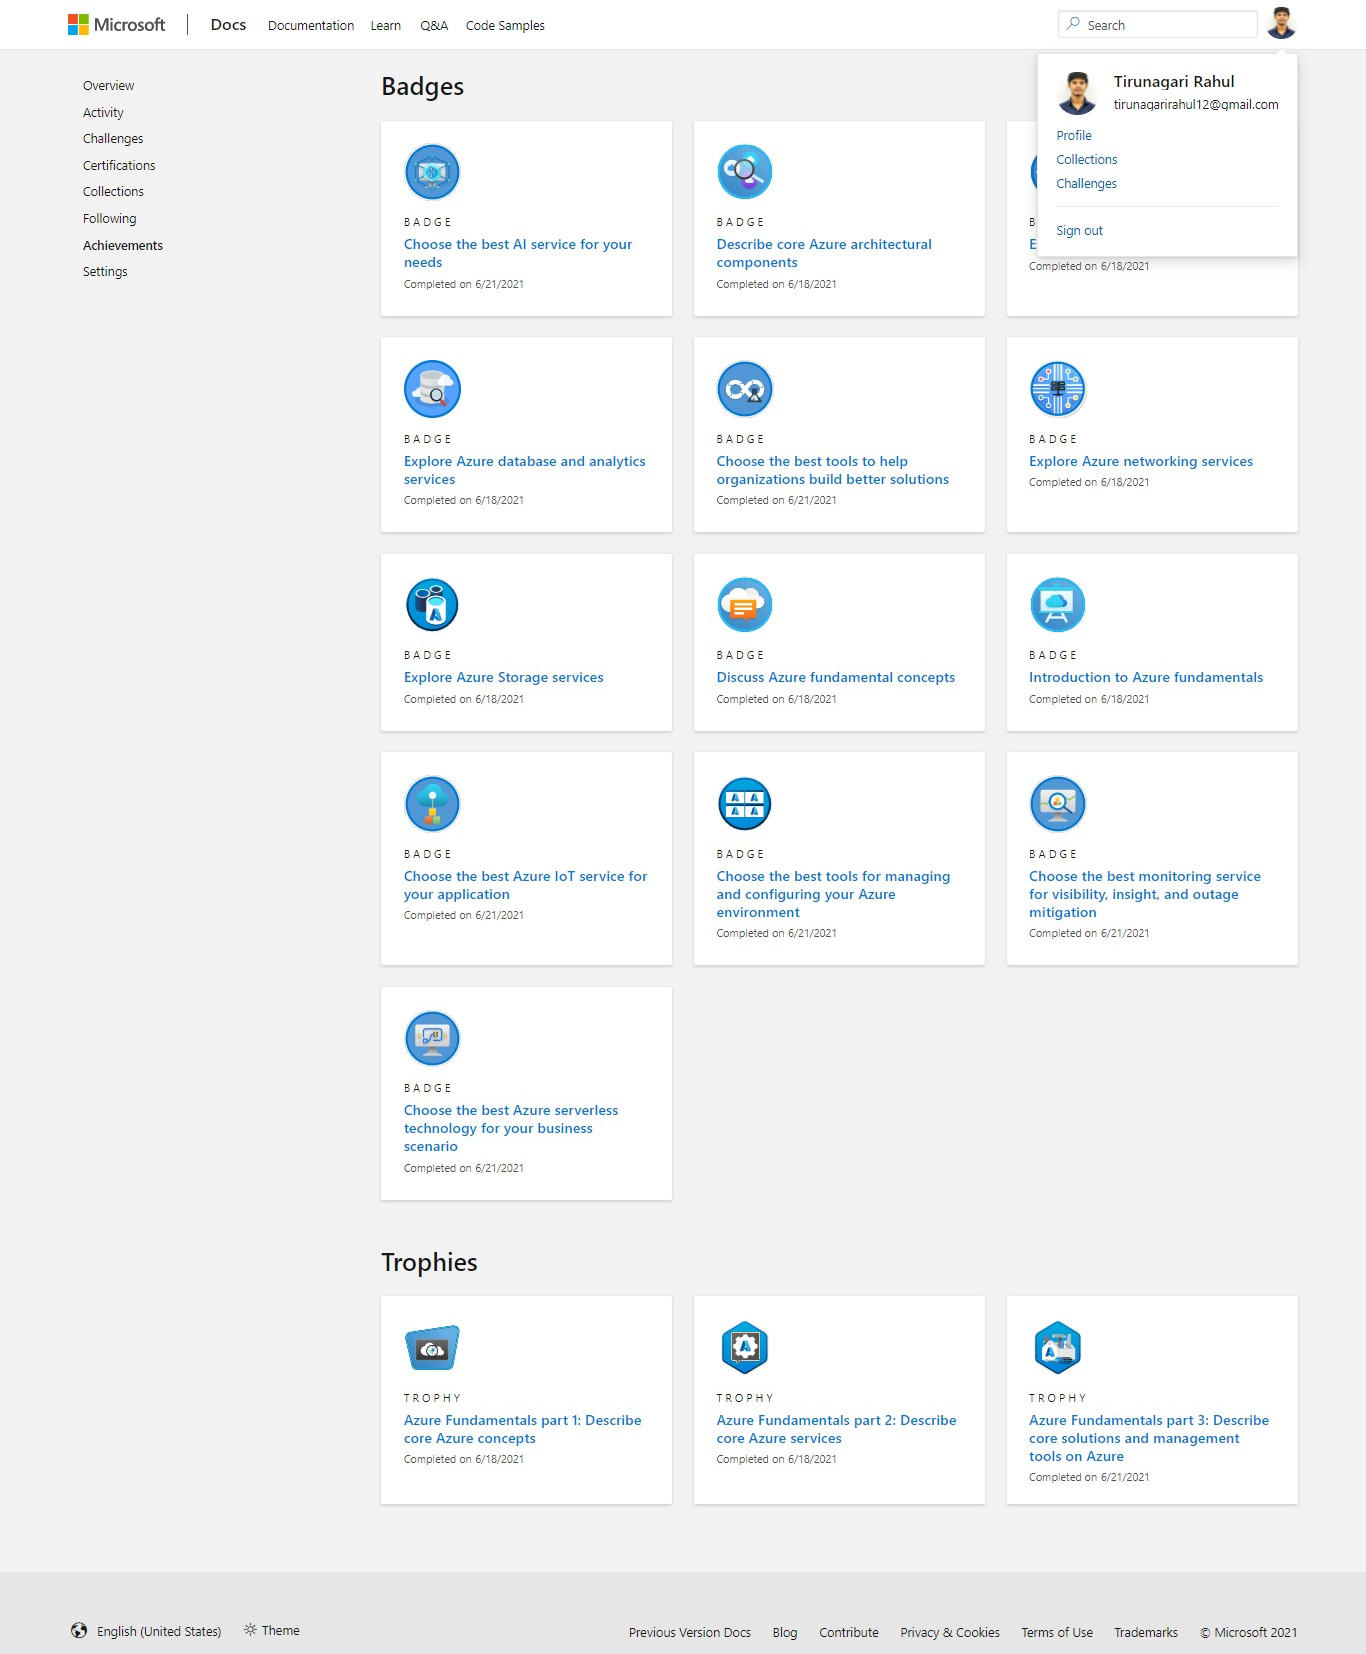 Microsoft
Docs
Documentation
Learn
Q&A
Code Samples
Search
Tirunagari Rahul
tirunagarirahul12@gmail.com
Profile
Collections
Challenges
Sign out
Overview
Activity
Challenges
Certifications
Collections
Following
Achievements
Settings
Badges
BADGE
Choose the best AI service for your
needs
Completed on 6/21/2021
BADGE
Describe core Azure architectural
components
Completed on 6/18/2021
Completed on 6/18/2021
BADGE
Explore Azure database and analytics
services
Completed on 6/18/2021
BADGE
Choose the best tools to help
organizations build better solutions
Completed on 6/21/2021
BADGE
Explore Azure networking services
Completed on 6/18/2021
BADGE
Explore Azure Storage services
Completed on 6/18/2021
BADGE
Discuss Azure fundamental concepts
Completed on 6/18/2021
BADGE
Introduction to Azure fundamentals
Completed on 6/18/2021
BADGE
Choose the best Azure IoT service for
your application
Completed on 6/21/2021
BADGE
Choose the best tools for managing
and configuring your Azure
environment
Completed on 6/21/2021
BADGE
Choose the best monitoring service
for visibility, insight, and outage
mitigation
Completed on 6/21/2021
BADGE
Choose the best Azure serverless
technology for your business
scenario
Completed on 6/21/2021
Trophies
TROPHY
Azure Fundamentals part 1: Describe
core Azure concepts
Completed on 6/18/2021
TROPHY
Azure Fundamentals part 2: Describe
core Azure services
Completed on 6/18/2021
TROPHY
Azure Fundamentals part 3: Describe
core solutions and management
tools on Azure
Completed on 6/21/2021
English (United States)
Theme
Previous Version Docs
Blog
Contribute
Privacy & Cookies
Terms of Use
Trademarks
© Microsoft 2021